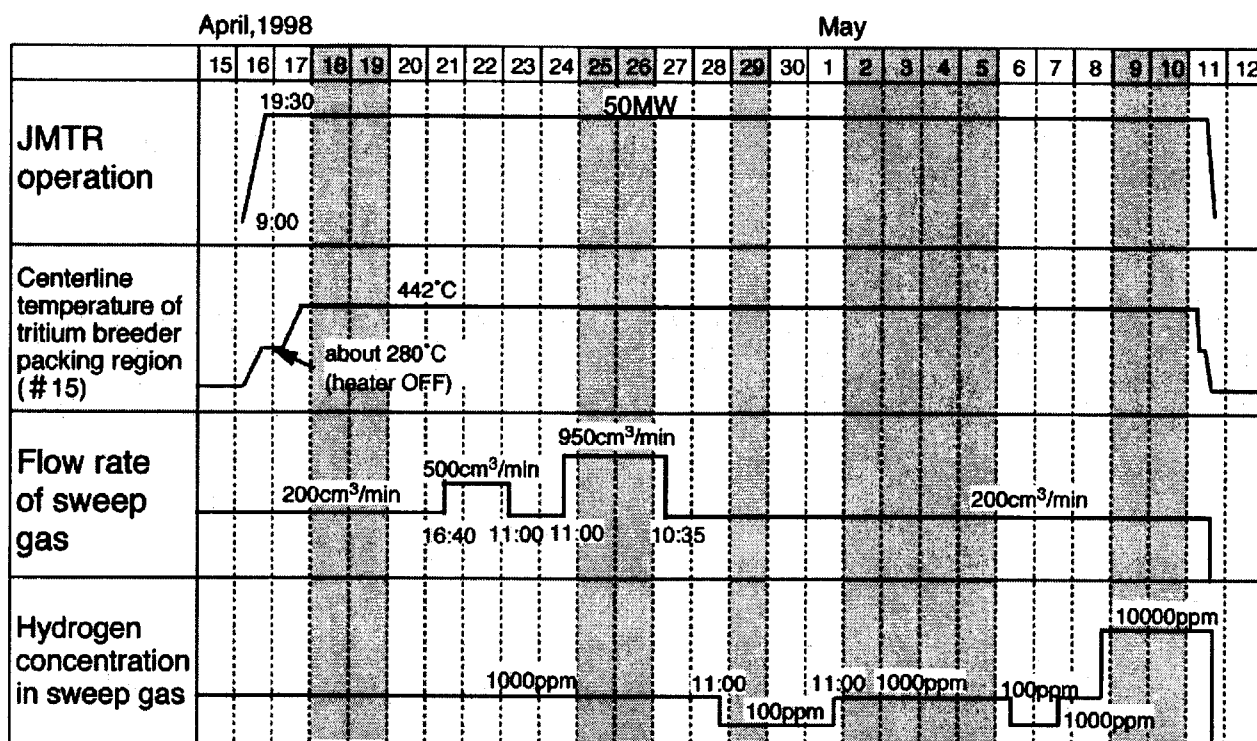 April,1998 May
15 16 17 18 19 20 21 22 23 24 25 26 27 28 29 30 1 2 3 4 5 6 7 8 9 10 11 12
JMTR
operation
19:30
50MW
9:00
Centerline
temperature of
tritium breeder
packing region
(#15)
442°C
about 280°C
(heater OFF)
Flow rate
of sweep
gas
950cm³/min
500cm³/min
200cm³/min
200cm³/min
16:40 11:00 11:00 10:35
Hydrogen
concentration
in sweep gas
10000ppm
1000ppm 11:00 11:00 1000ppm 100ppm
100ppm 1000ppm